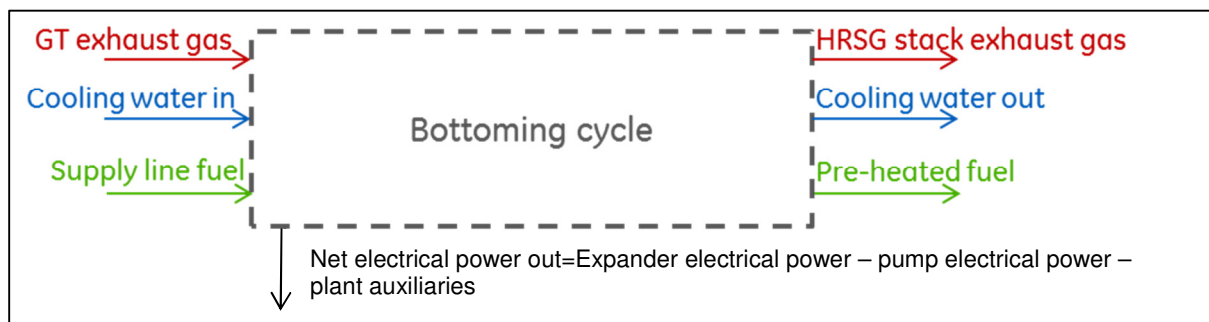 GT exhaust gas
HRSG stack exhaust gas
Cooling water in
Cooling water out
Bottoming cycle
Supply line fuel
Pre-heated fuel
Net electrical power out=Expander electrical power – pump electrical power –
plant auxiliaries